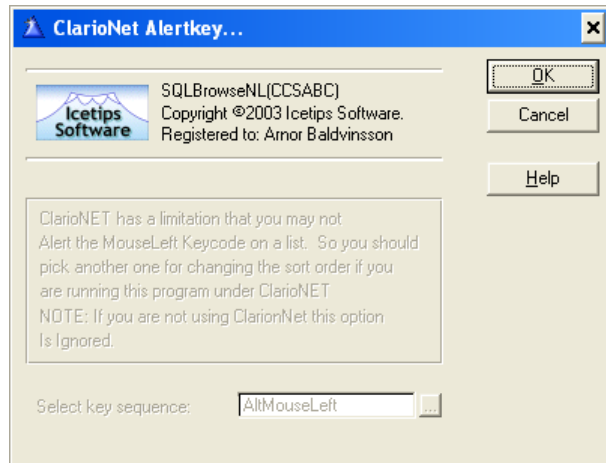 ClarioNet Alertkey...
Icetips
Software
SQLBrowseNL(CCSABC)
Copyright ©2003 Icetips Software.
Registered to: Arnor Baldvinsson
OK
Cancel
Help
ClarioNET has a limitation that you may not
Alert the MouseLeft Keycode on a list. So you should
pick another one for changing the sort order if you
are running this program under ClarioNET
NOTE: If you are not using ClarionNet this option
Is Ignored.
Select key sequence: AltMouseLeft ...